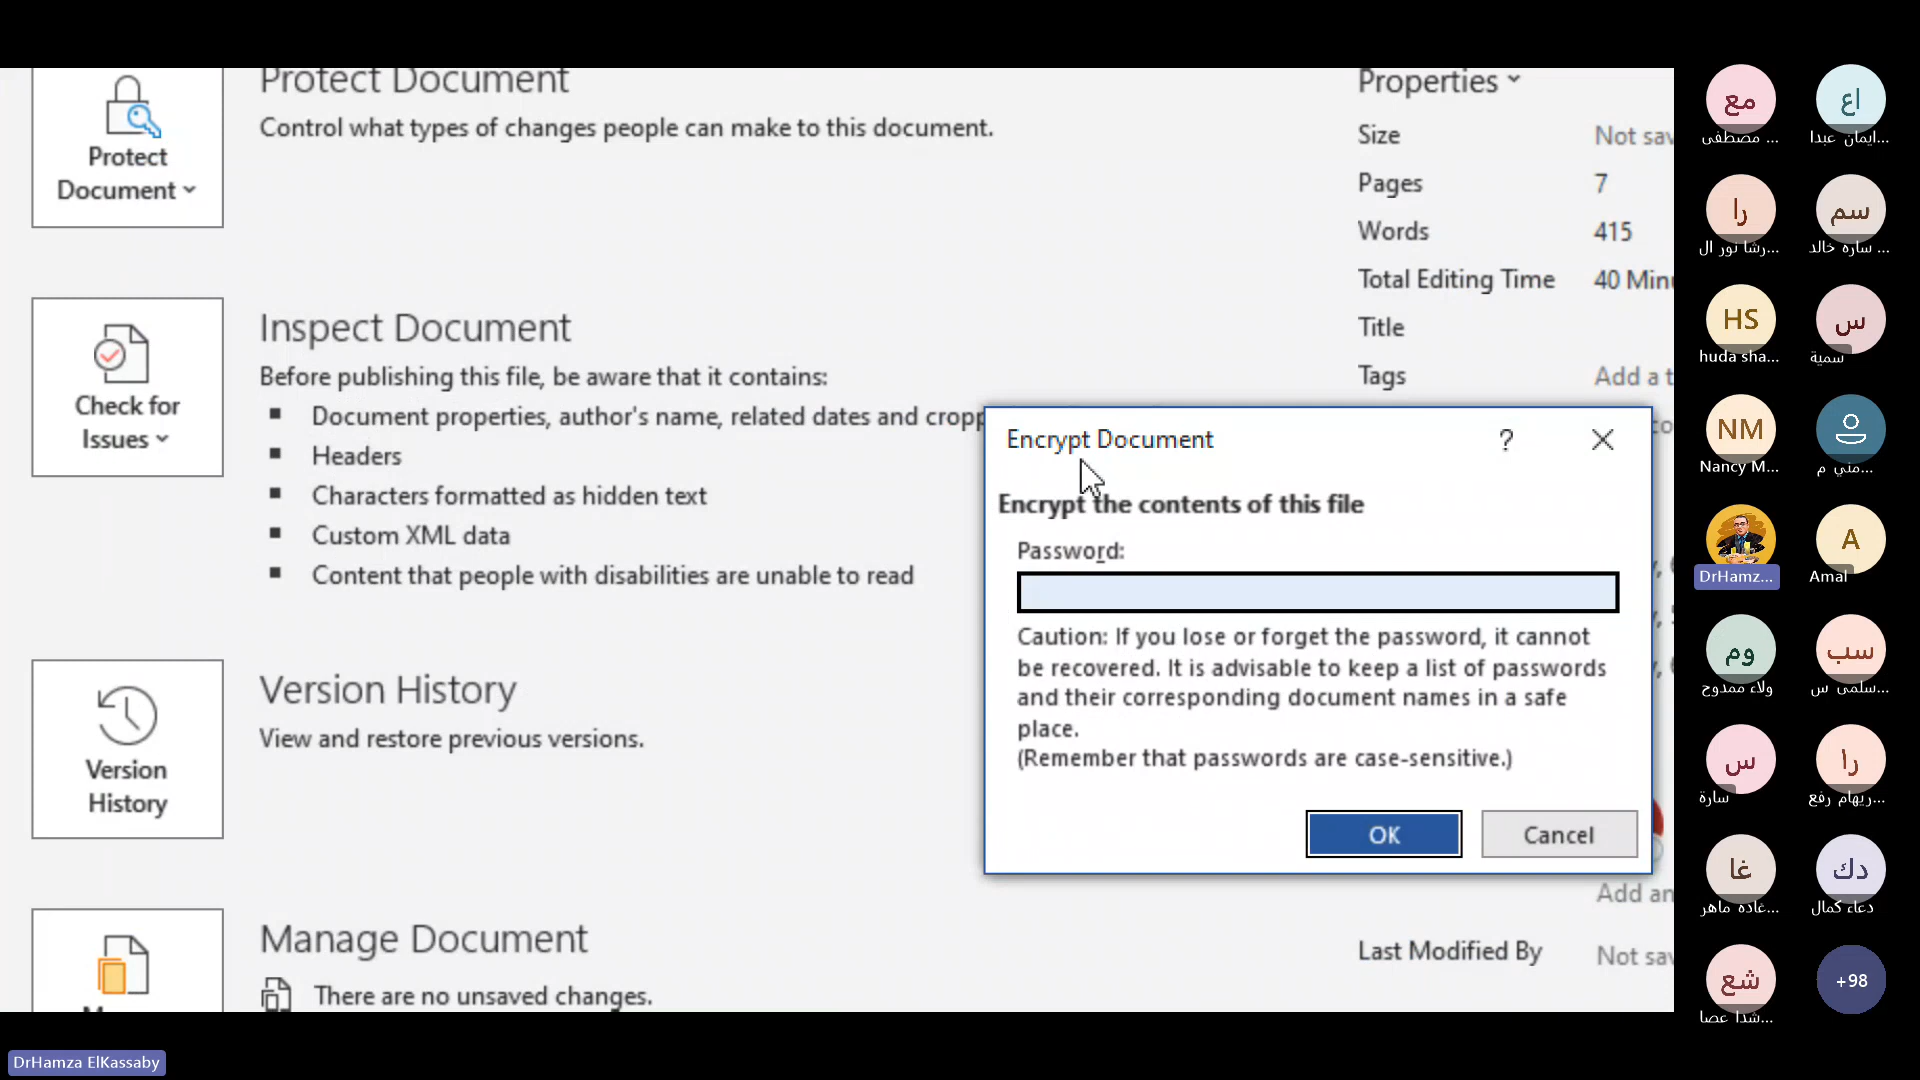 Protect Document
Control what types of changes people can make to this document.
Protect
Document
Inspect Document
Before publishing this file, be aware that it contains:
Document properties, author's name, related dates and cropp
Headers
Characters formatted as hidden text
Custom XML data
Content that people with disabilities are unable to read
Check for
Issues
Version History
View and restore previous versions.
Version
History
Manage Document
There are no unsaved changes.
Properties
Size Not sav
Pages 7
Words 415
Total Editing Time 40 Minu
Title
Tags Add a t
Encrypt Document
?
Encrypt the contents of this file
Password:
Caution: If you lose or forget the password, it cannot
be recovered. It is advisable to keep a list of passwords
and their corresponding document names in a safe
place.
(Remember that passwords are case-sensitive.)
OK Cancel
Add an
Last Modified By Not sav
مع
... مصطفى
اع
ايمان عبدا...
را
رشا نور ال...
سم
ساره خالد ...
HS
huda sha...
س
سمية
NM
Nancy M...
مني م...
DrHamz...
A
Amal
وم
ولاء ممدوح
سب
سلمى س...
س
سارة
را
ريهام رفع...
غا
غاده ماهر...
دك
دعاء كمال
شع
شدا عصا...
+98
DrHamza ElKassaby